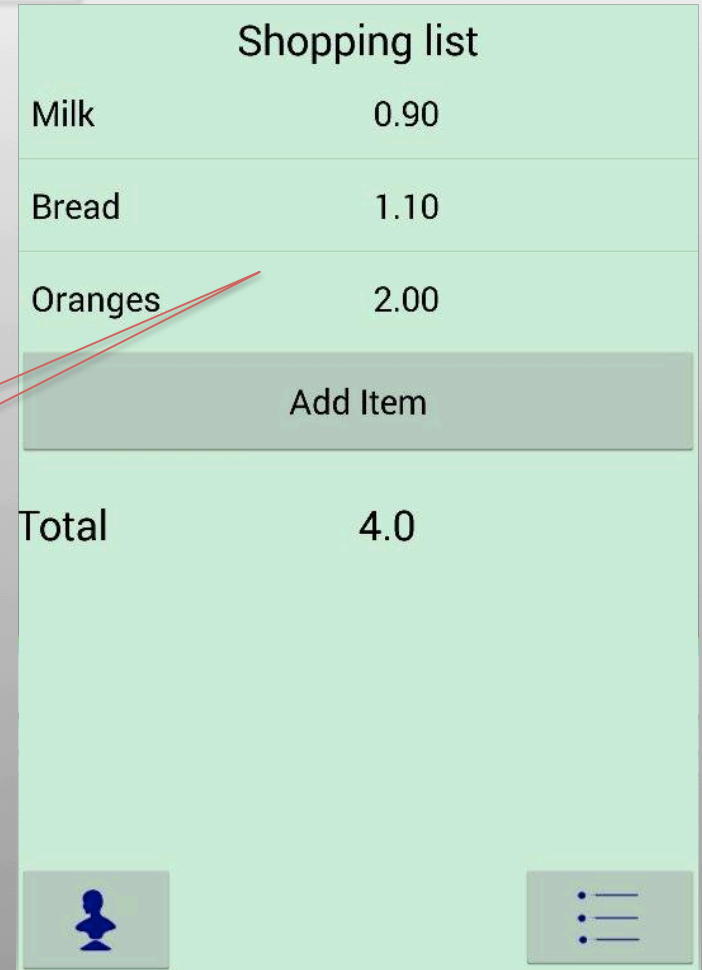 Shopping list
Milk 0.90
Bread 1.10
Oranges 2.00
Add Item
Total 4.0